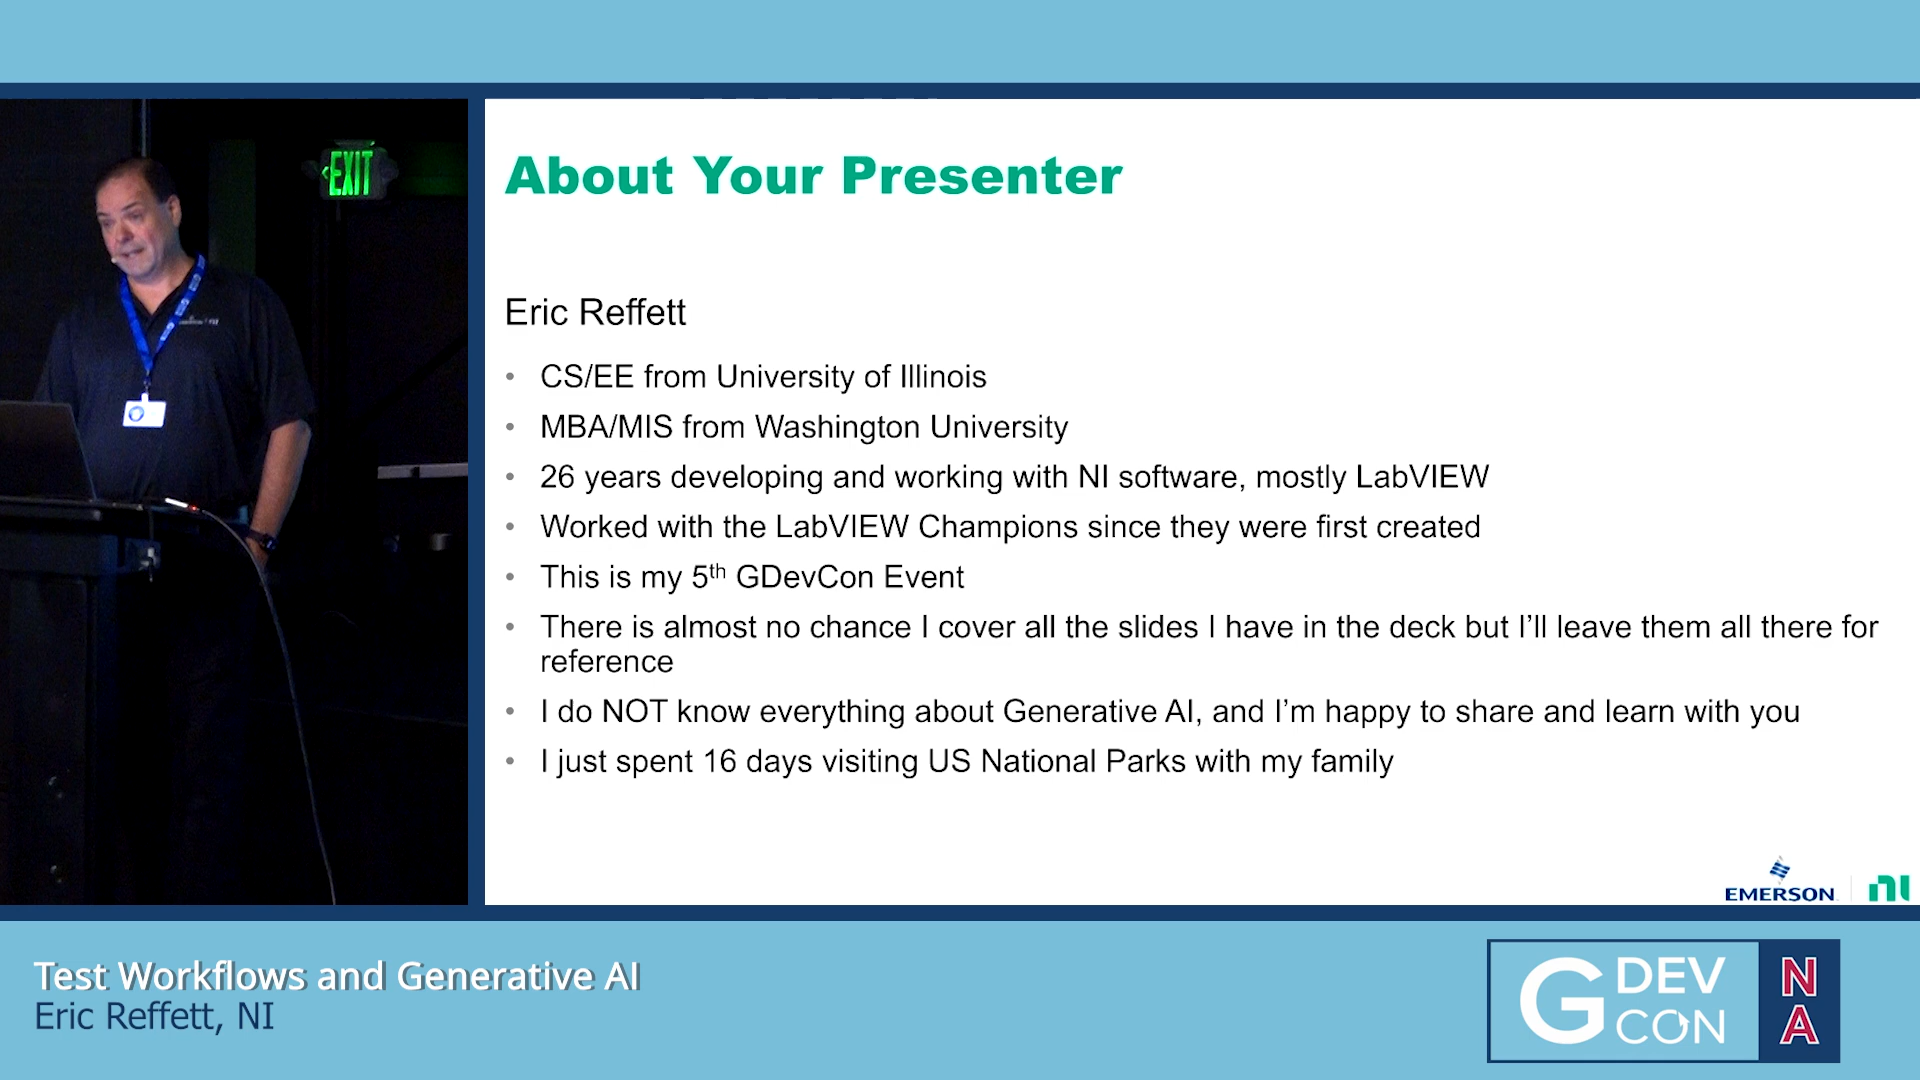 EXIT
About Your Presenter
Eric Reffett
• CS/EE from University of Illinois
• MBA/MIS from Washington University
• 26 years developing and working with NI software, mostly LabVIEW
• Worked with the LabVIEW Champions since they were first created
• This is my 5th GDevCon Event
• There is almost no chance I cover all the slides I have in the deck but I’ll leave them all there for
reference
• I do NOT know everything about Generative AI, and I’m happy to share and learn with you
• I just spent 16 days visiting US National Parks with my family
EMERSON
ni
Test Workflows and Generative AI
Eric Reffett, NI
G DEV
CON
NA